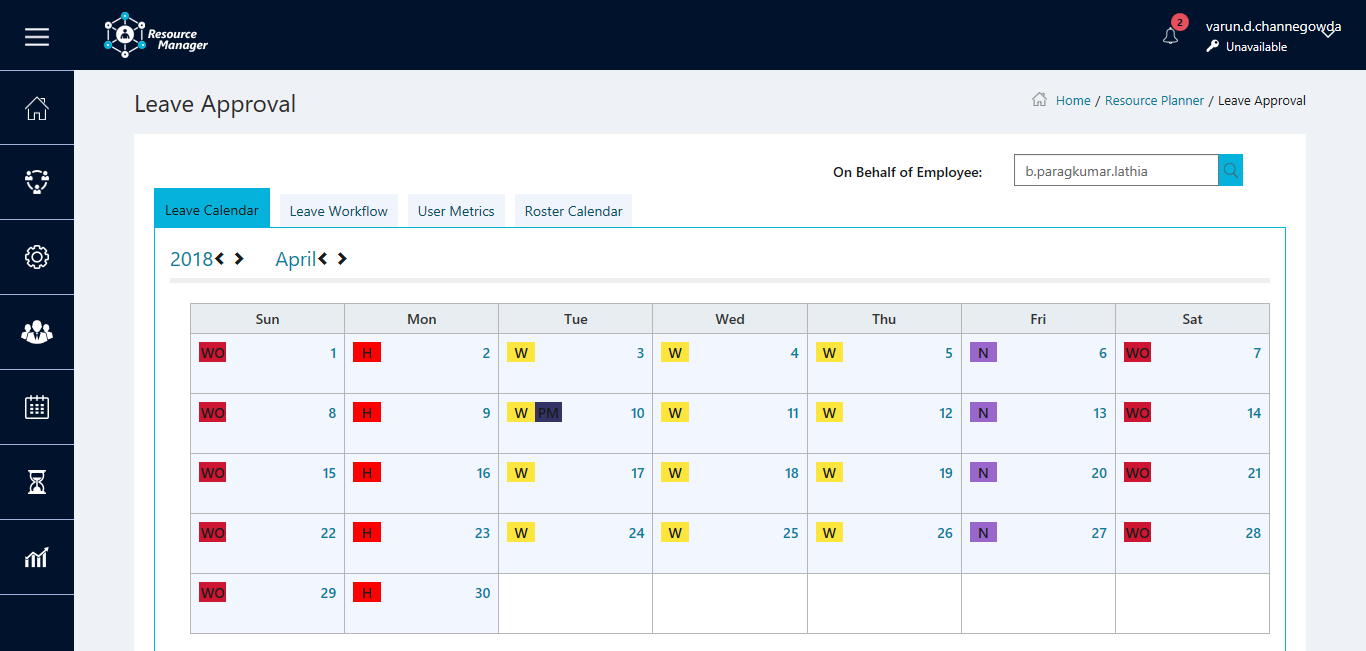 Resource
Manager
2
varun.d.channegowda
Unavailable
Leave Approval
Home / Resource Planner / Leave Approval
On Behalf of Employee: b.paragkumar.lathia
Leave Calendar Leave Workflow User Metrics Roster Calendar
2018 April
Sun Mon Tue Wed Thu Fri Sat
WO 1 H 2 W 3 W 4 W 5 N 6 WO 7
WO 8 H 9 W PM 10 W 11 W 12 N 13 WO 14
WO 15 H 16 W 17 W 18 W 19 N 20 WO 21
WO 22 H 23 W 24 W 25 W 26 N 27 WO 28
WO 29 H 30